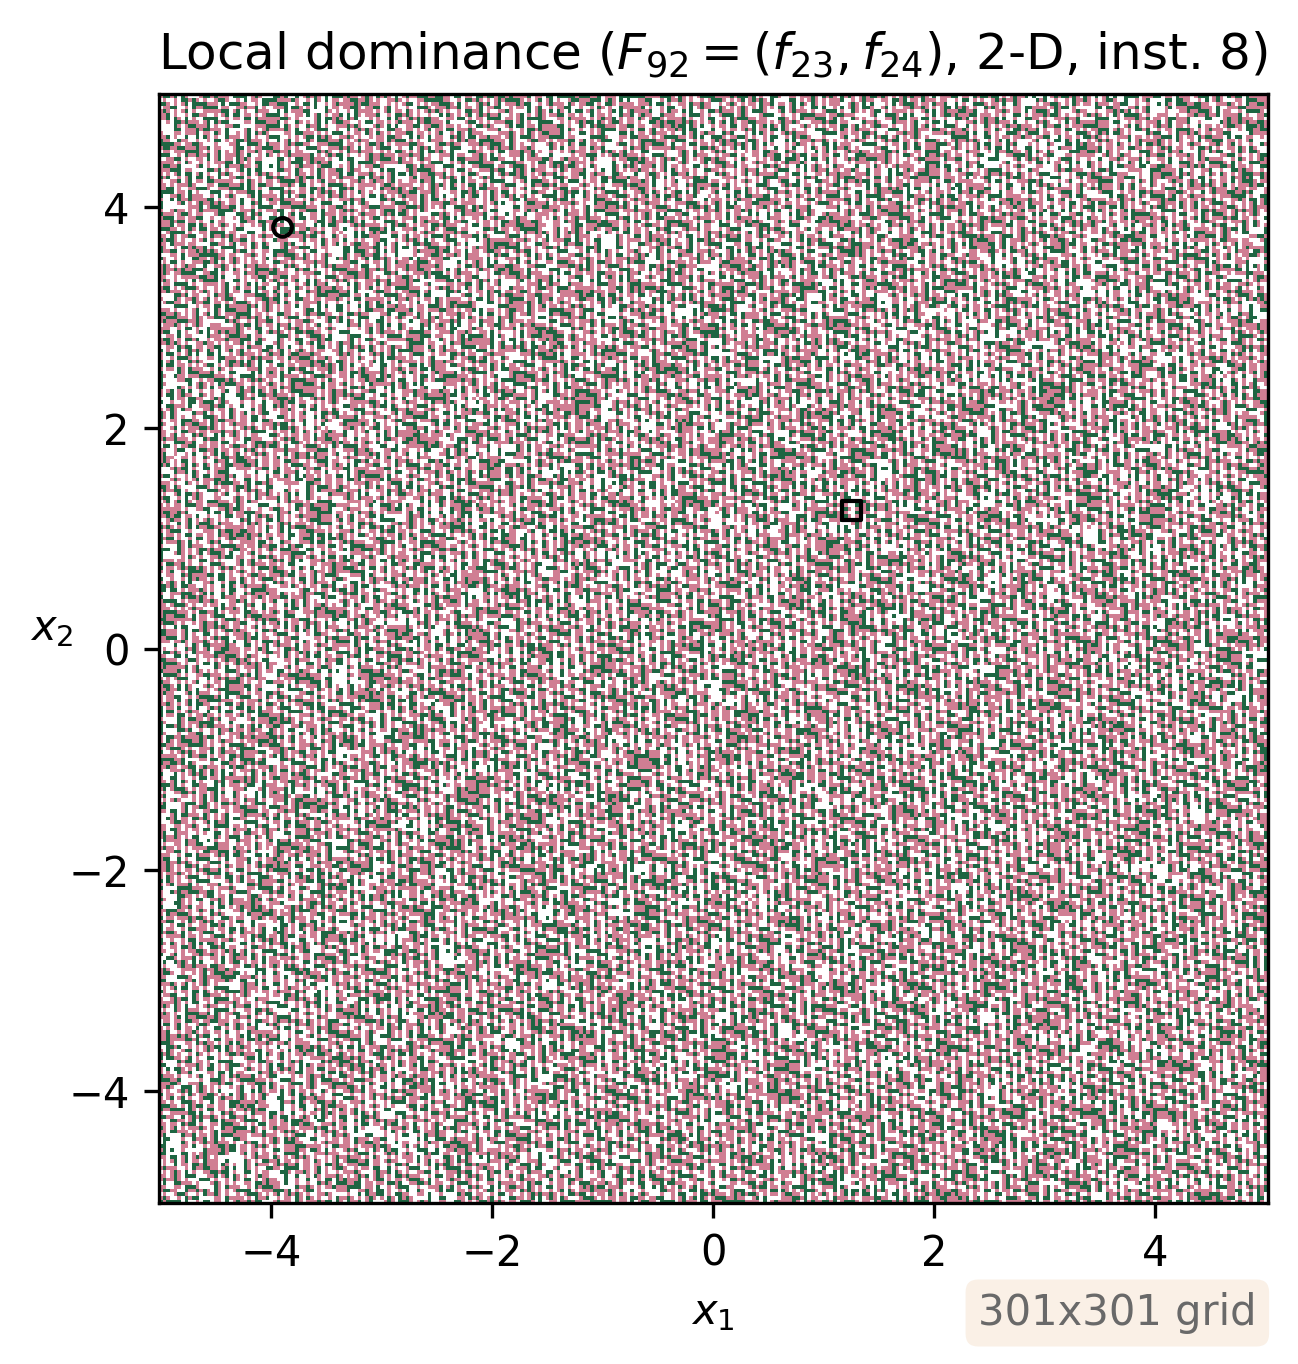 Local dominance (F₉₂ = (f₂₃, f₂₄), 2-D, inst. 8)
4
2
x₂ 0
−2
−4
−4 −2 0 2 4
x₁
301x301 grid